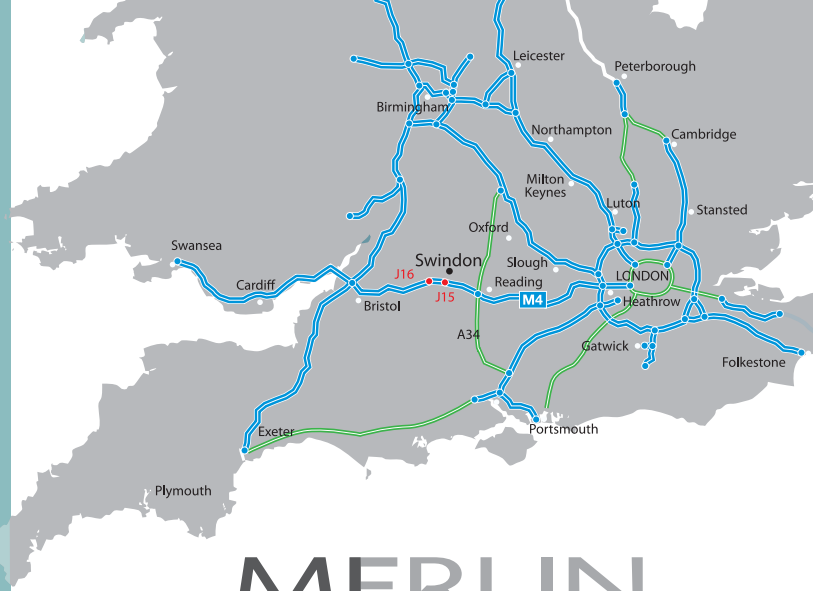 Leicester
Peterborough
Birmingham
Northampton
Cambridge
Milton
Keynes
Luton
Stansted
Oxford
Swansea
Swindon
Slough
J16
LONDON
Cardiff
Reading
J15
M4
Heathrow
Bristol
A34
Gatwick
Folkestone
Exeter
Portsmouth
Plymouth
MERLIN